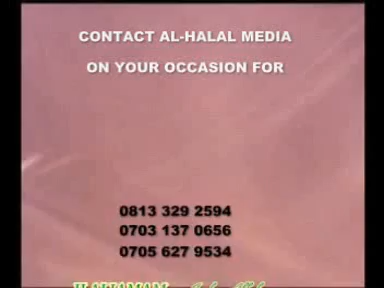 CONTACT AL-HALAL MEDIA
ON YOUR OCCASION FOR
0813 329 2594
0703 137 0656
0705 627 9534